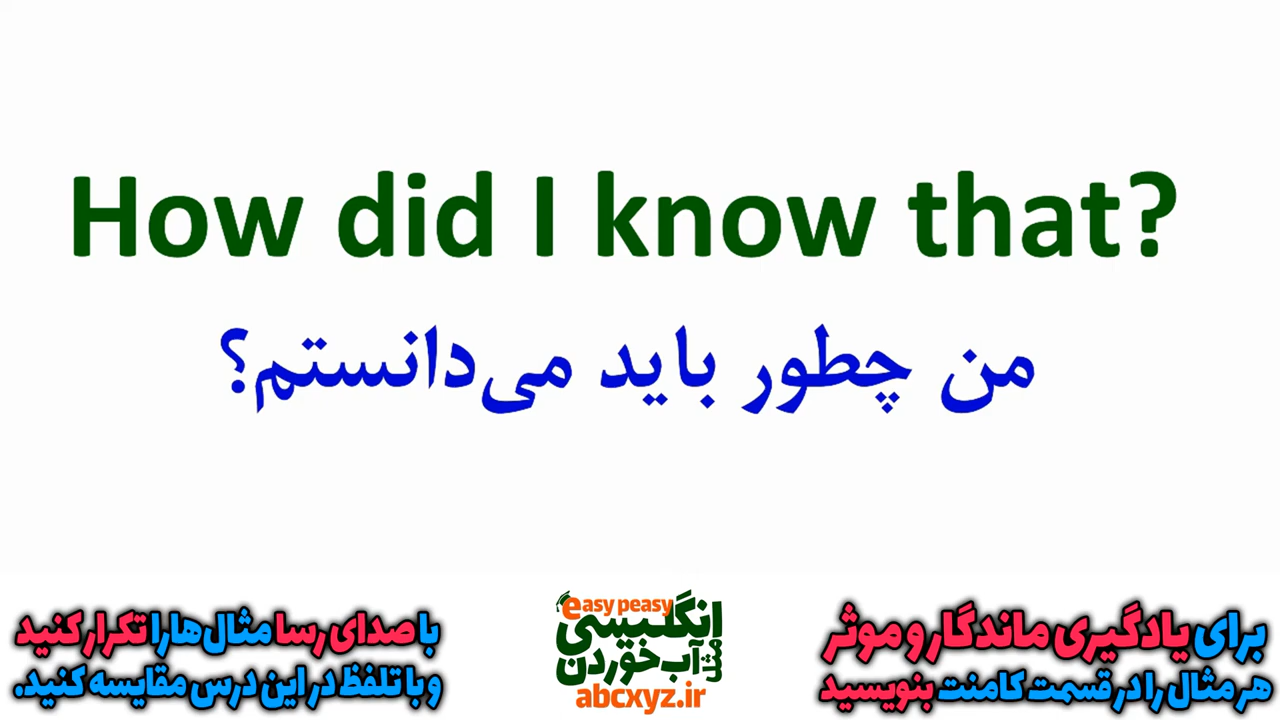 How did I know that?
من چطور باید می‌دانستم؟
برای یادگیری ماندگار و موثر
هر مثال را در قسمت کامنت بنویسید
easy peasy
انگلیسی
مثل آب خوردن
abcxyz.ir
با صدای رسا مثال‌ها را تکرار کنید
و با تلفظ در این درس مقایسه کنید.